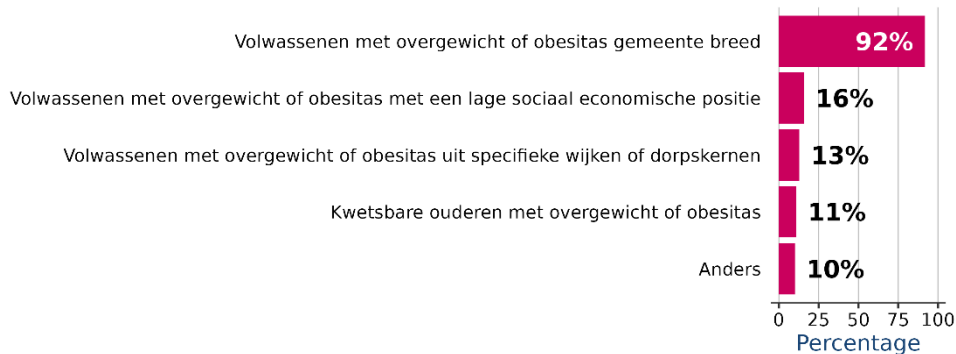 Volwassenen met overgewicht of obesitas gemeente breed 92%
Volwassenen met overgewicht of obesitas met een lage sociaal economische positie 16%
Volwassenen met overgewicht of obesitas uit specifieke wijken of dorpskernen 13%
Kwetsbare ouderen met overgewicht of obesitas 11%
Anders 10%
0 25 50 75 100
Percentage